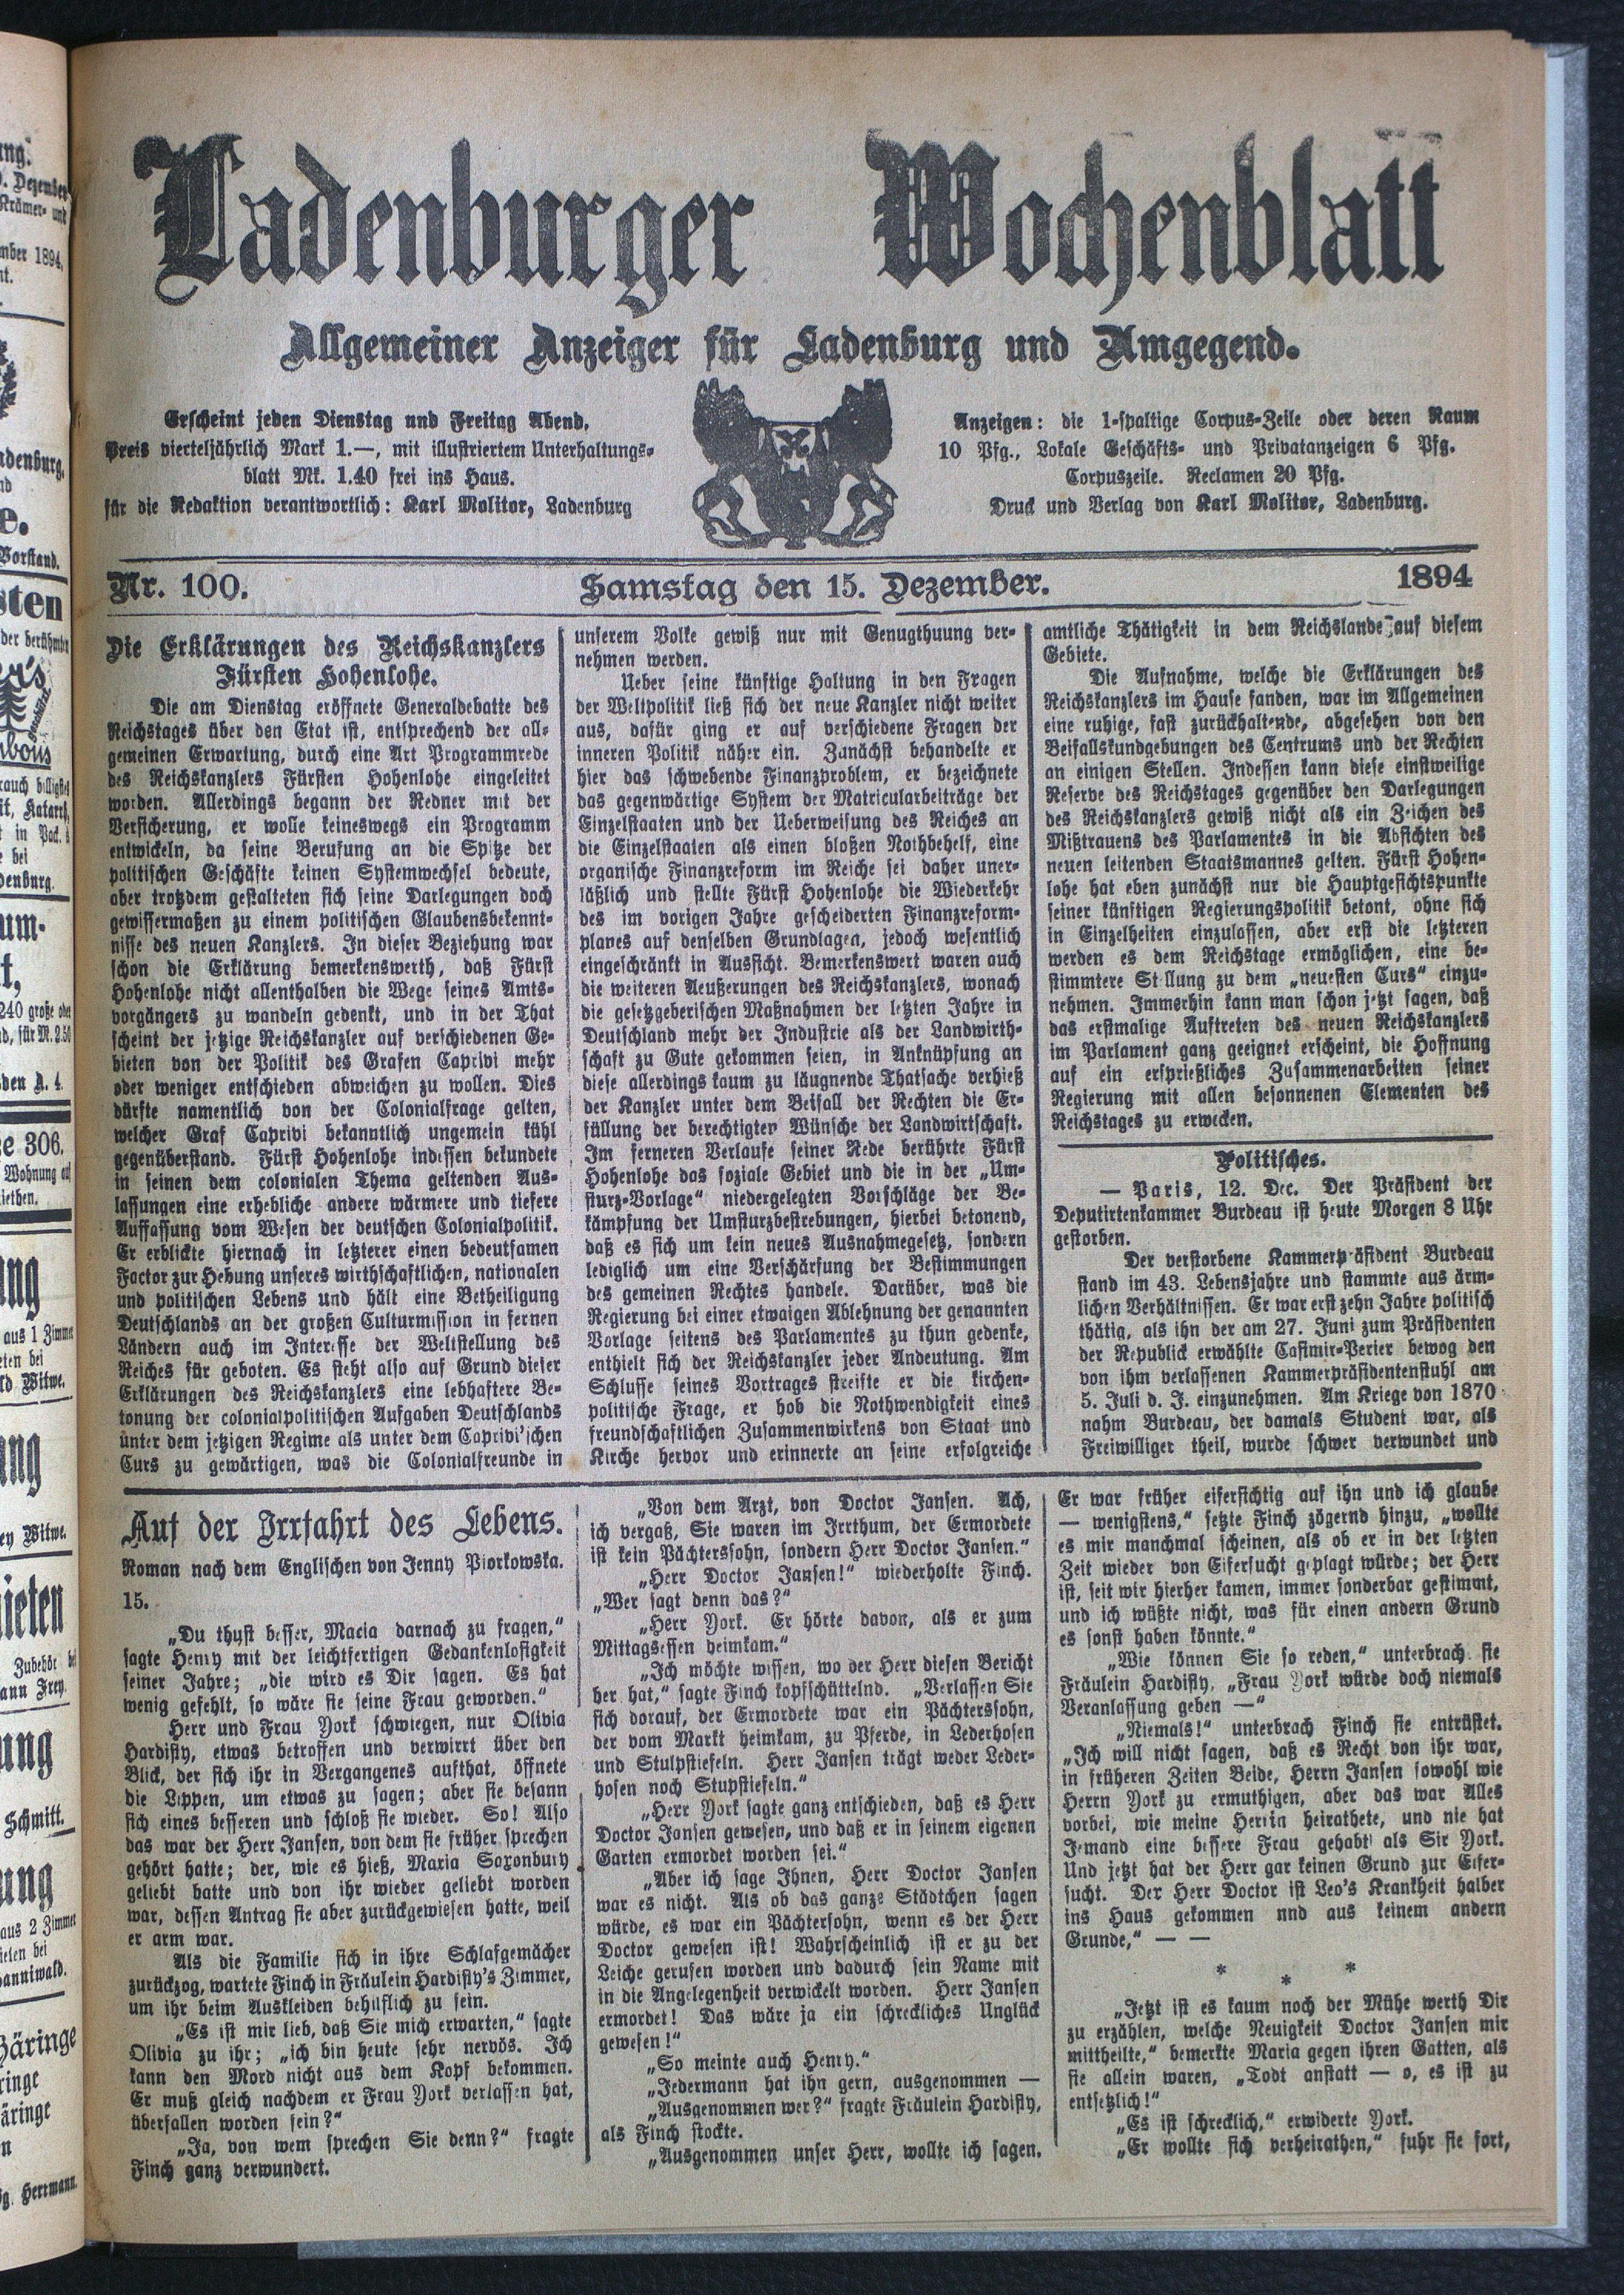 Ladenburger Wochenblatt
Allgemeiner Anzeiger für Ladenburg und Umgegend.
Erscheint jeden Dienstag und Freitag Abend,
Preis vierteljährlich Mark 1.—, mit illustriertem Unterhaltungs-
blatt Mk. 1.40 frei ins Haus.
für die Redaktion verantwortlich: Karl Molitor, Ladenburg
Anzeigen: die 1-spaltige Corpus-Zeile oder deren Raum
10 Pfg., Lokale Geschäfts- und Privatanzeigen 6 Pfg.
Corpuszeile. Reclamen 20 Pfg.
Druck und Verlag von Karl Molitor, Ladenburg.
Nr. 100. Samstag den 15. Dezember. 1894
Die Erklärungen des Reichskanzlers
Fürsten Hohenlohe.
Die am Dienstag eröffnete Generaldebatte des
Reichstages über den Etat ist, entsprechend der all-
gemeinen Erwartung, durch eine Art Programmrede
des Reichskanzlers Fürsten Hohenlohe eingeleitet
worden. Allerdings begann der Redner mit der
Versicherung, er wolle keineswegs ein Programm
entwickeln, da seine Berufung an die Spitze der
politischen Geschäfte keinen Systemwechsel bedeute,
aber trotzdem gestalteten sich seine Darlegungen doch
gewissermaßen zu einem politischen Glaubensbekennt-
nisse des neuen Kanzlers. In dieser Beziehung war
schon die Erklärung bemerkenswerth, daß Fürst
Hohenlohe nicht allenthalben die Wege seines Amts-
vorgängers zu wandeln gedenkt, und in der That
scheint der jetzige Reichskanzler auf verschiedenen Ge-
bieten von der Politik des Grafen Caprivi mehr
oder weniger entschieden abweichen zu wollen. Dies
dürfte namentlich von der Colonialfrage gelten,
welcher Graf Caprivi bekanntlich ungemein kühl
gegenüberstand. Fürst Hohenlohe indessen bekundete
in seinen dem colonialen Thema geltenden Aus-
lassungen eine erhebliche andere wärmere und tiefere
Auffassung vom Wesen der deutschen Colonialpolitik.
Er erblickte hiernach in letzterer einen bedeutsamen
Factor zur Hebung unseres wirthschaftlichen, nationalen
und politischen Lebens und hält eine Betheiligung
Deutschlands an der großen Culturmission in fernen
Ländern auch im Interesse der Weltstellung des
Reiches für geboten. Es steht also auf Grund dieser
Erklärungen des Reichskanzlers eine lebhaftere Be-
tonung der colonialpolitischen Aufgaben Deutschlands
unter dem jetzigen Regime als unter dem Caprivi'schen
Curs zu gewärtigen, was die Colonialfreunde in
unserem Volke gewiß nur mit Genugthuung ver-
nehmen werden.
Ueber seine künftige Haltung in den Fragen
der Weltpolitik ließ sich der neue Kanzler nicht weiter
aus, dafür ging er auf verschiedene Fragen der
inneren Politik näher ein. Zunächst behandelte er
hier das schwebende Finanzproblem, er bezeichnete
das gegenwärtige System der Matricularbeiträge der
Einzelstaaten und der Ueberweisung des Reiches an
die Einzelstaaten als einen bloßen Nothbehelf, eine
organische Finanzreform im Reiche sei daher uner-
läßlich und stellte Fürst Hohenlohe die Wiederkehr
des im vorigen Jahre gescheiderten Finanzreform-
planes auf denselben Grundlagen, jedoch wesentlich
eingeschränkt in Aussicht. Bemerkenswert waren auch
die weiteren Aeußerungen des Reichskanzlers, wonach
die gesetzgeberischen Maßnahmen der letzten Jahre in
Deutschland mehr der Industrie als der Landwirth-
schaft zu Gute gekommen seien, in Anknüpfung an
diese allerdings kaum zu läugnende Thatsache verhieß
der Kanzler unter dem Beifall der Rechten die Er-
füllung der berechtigten Wünsche der Landwirtschaft.
Im ferneren Verlaufe seiner Rede berührte Fürst
Hohenlohe das soziale Gebiet und die in der „Um-
sturz-Vorlage“ niedergelegten Vorschläge der Be-
kämpfung der Umsturzbestrebungen, hierbei betonend,
daß es sich um kein neues Ausnahmegesetz, sondern
lediglich um eine Verschärfung der Bestimmungen
des gemeinen Rechtes handele. Darüber, was die
Regierung bei einer etwaigen Ablehnung der genannten
Vorlage seitens des Parlamentes zu thun gedenke,
enthielt sich der Reichskanzler jeder Andeutung. Am
Schlusse seines Vortrages streifte er die kirchen-
politische Frage, er hob die Nothwendigkeit eines
freundschaftlichen Zusammenwirkens von Staat und
Kirche hervor und erinnerte an seine erfolgreiche
amtliche Thätigkeit in dem Reichslande auf diesem
Gebiete.
Die Aufnahme, welche die Erklärungen des
Reichskanzlers im Hause fanden, war im Allgemeinen
eine ruhige, fast zurückhaltende, abgesehen von den
Beifallskundgebungen des Centrums und der Rechten
an einigen Stellen. Indessen kann diese einstweilige
Reserve des Reichstages gegenüber den Darlegungen
des Reichskanzlers gewiß nicht als ein Zeichen des
Mißtrauens des Parlamentes in die Absichten des
neuen leitenden Staatsmannes gelten. Fürst Hohen-
lohe hat eben zunächst nur die Hauptgesichtspunkte
seiner künftigen Regierungspolitik betont, ohne sich
in Einzelheiten einzulassen, aber erst die letzteren
werden es dem Reichstage ermöglichen, eine be-
stimmtere Stellung zu dem „neuesten Curs“ einzu-
nehmen. Immerhin kann man schon jetzt sagen, daß
das erstmalige Auftreten des neuen Reichskanzlers
im Parlament ganz geeignet erscheint, die Hoffnung
auf ein ersprießliches Zusammenarbeiten seiner
Regierung mit allen besonnenen Elementen des
Reichstages zu erwecken.
Politisches.
— Paris, 12. Dec. Der Präsident der
Deputirtenkammer Burdeau ist heute Morgen 8 Uhr
gestorben.
Der verstorbene Kammerpräsident Burdeau
stand im 43. Lebensjahre und stammte aus ärm-
lichen Verhältnissen. Er war erst zehn Jahre politisch
thätig, als ihn der am 27. Juni zum Präsidenten
der Republick erwählte Casimir-Perier bewog den
von ihm verlassenen Kammerpräsidentenstuhl am
5. Juli d. J. einzunehmen. Am Kriege von 1870
nahm Burdeau, der damals Student war, als
Freiwilliger theil, wurde schwer verwundet und
Auf der Irrfahrt des Lebens.
Roman nach dem Englischen von Jenny Piorkowska.
15.
„Du thust besser, Macia darnach zu fragen,“
sagte Henry mit der leichtfertigen Gedankenlosigkeit
seiner Jahre; „die wird es Dir sagen. Es hat
wenig gefehlt, so wäre sie seine Frau geworden.“
Herr und Frau York schwiegen, nur Olivia
Hardisty, etwas betroffen und verwirrt über den
Blick, der sich ihr in Vergangenes aufthat, öffnete
die Lippen, um etwas zu sagen; aber sie besann
sich eines besseren und schloß sie wieder. So! Also
das war der Herr Jansen, von dem sie früher sprechen
gehört hatte; der, wie es hieß, Maria Saxonbury
geliebt hatte und von ihr wieder geliebt worden
war, dessen Antrag sie aber zurückgewiesen hatte, weil
er arm war.
Als die Familie sich in ihre Schlafgemächer
zurückzog, wartete Finch in Fräulein Hardisty's Zimmer,
um ihr beim Auskleiden behilflich zu sein.
„Es ist mir lieb, daß Sie mich erwarten,“ sagte
Olivia zu ihr; „ich bin heute sehr nervös. Ich
kann den Mord nicht aus dem Kopf bekommen.
Er muß gleich nachdem er Frau York verlassen hat,
überfallen worden sein?“
„Ja, von wem sprechen Sie denn?“ fragte
Finch ganz verwundert.
„Von dem Arzt, von Doctor Jansen. Ach,
ich vergaß, Sie waren im Irrthum, der Ermordete
ist kein Pächterssohn, sondern Herr Doctor Jansen.“
„Herr Doctor Jansen!“ wiederholte Finch.
„Wer sagt denn das?“
„Herr York. Er hörte davon, als er zum
Mittagsessen heimkam.“
„Ich möchte wissen, wo der Herr diesen Bericht
her hat,“ sagte Finch kopfschüttelnd. „Verlassen Sie
sich dorauf, der Ermordete war ein Pächterssohn,
der vom Markt heimkam, zu Pferde, in Lederhosen
und Stulpstiefeln. Herr Jansen trägt weder Leder-
hosen noch Stupstiefeln.“
„Herr York sagte ganz entschieden, daß es Herr
Doctor Jansen gewesen, und daß er in seinem eigenen
Garten ermordet worden sei.“
„Aber ich sage Ihnen, Herr Doctor Jansen
war es nicht. Als ob das ganze Städtchen sagen
würde, es war ein Pächtersohn, wenn es der Herr
Doctor gewesen ist! Wahrscheinlich ist er zu der
Leiche gerufen worden und dadurch sein Name mit
in die Angelegenheit verwickelt worden. Herr Jansen
ermordet! Das wäre ja ein schreckliches Unglück
gewesen!“
„So meinte auch Henry.“
„Jedermann hat ihn gern, ausgenommen —
„Ausgenommen wer?“ fragte Fräulein Hardisty,
als Finch stockte.
„Ausgenommen unser Herr, wollte ich sagen.
Er war früher eifersichtig auf ihn und ich glaube
— wenigstens,“ setzte Finch zögernd hinzu, „wollte
es mir manchmal scheinen, als ob er in der letzten
Zeit wieder von Eifersucht geplagt würde; der Herr
ist, seit wir hierher kamen, immer sonderbar gestimmt,
und ich wüßte nicht, was für einen andern Grund
es sonst haben könnte.“
„Wie können Sie so reden,“ unterbrach sie
Fräulein Hardisty, „Frau York würde doch niemals
Veranlassung geben —“
„Niemals!“ unterbrach Finch sie entrüstet.
„Ich will nicht sagen, daß es Recht von ihr war,
in früheren Zeiten Beide, Herrn Jansen sowohl wie
Herrn York zu ermuthigen, aber das war Alles
vorbei, wie meine Herrin heirathete, und nie hat
Jemand eine bessere Frau gehabt als Sir York.
Und jetzt hat der Herr gar keinen Grund zur Eifer-
sucht. Der Herr Doctor ist Leo's Krankheit halber
ins Haus gekommen nnd aus keinem andern
Grunde,“ — —
* * *
„Jetzt ist es kaum noch der Mühe werth Dir
zu erzählen, welche Neuigkeit Doctor Jansen mir
mittheilte,“ bemerkte Maria gegen ihren Gatten, als
sie allein waren, „Todt anstatt — o, es ist zu
entsetzlich!“
„Es ist schrecklich,“ erwiderte York.
„Er wollte sich verheirathen,“ fuhr sie fort,